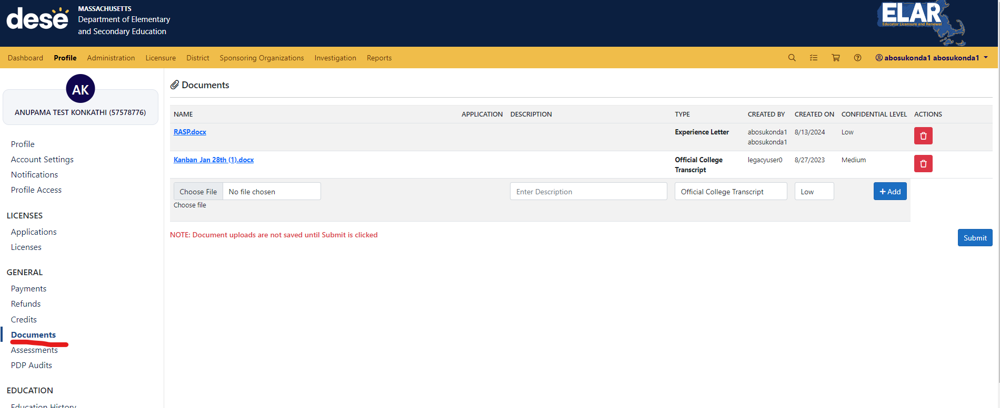 dese
MASSACHUSETTS
Department of Elementary
and Secondary Education
ELAR
Educator Licensure and Renewal
Dashboard Profile Administration Licensure District Sponsoring Organizations Investigation Reports abosukonda1 abosukonda1
AK
ANUPAMA TEST KONKATHI (57578776)
Profile
Account Settings
Notifications
Profile Access
LICENSES
Applications
Licenses
GENERAL
Payments
Refunds
Credits
Documents
Assessments
PDP Audits
EDUCATION
Education History
Documents
NAME APPLICATION DESCRIPTION TYPE CREATED BY CREATED ON CONFIDENTIAL LEVEL ACTIONS
RASP.docx Experience Letter abosukonda1 8/13/2024 Low
abosukonda1
Kanban Jan 28th (1).docx Official College legacyuser0 8/27/2023 Medium
Transcript
Choose File No file chosen Enter Description Official College Transcript Low + Add
Choose file
NOTE: Document uploads are not saved until Submit is clicked
Submit